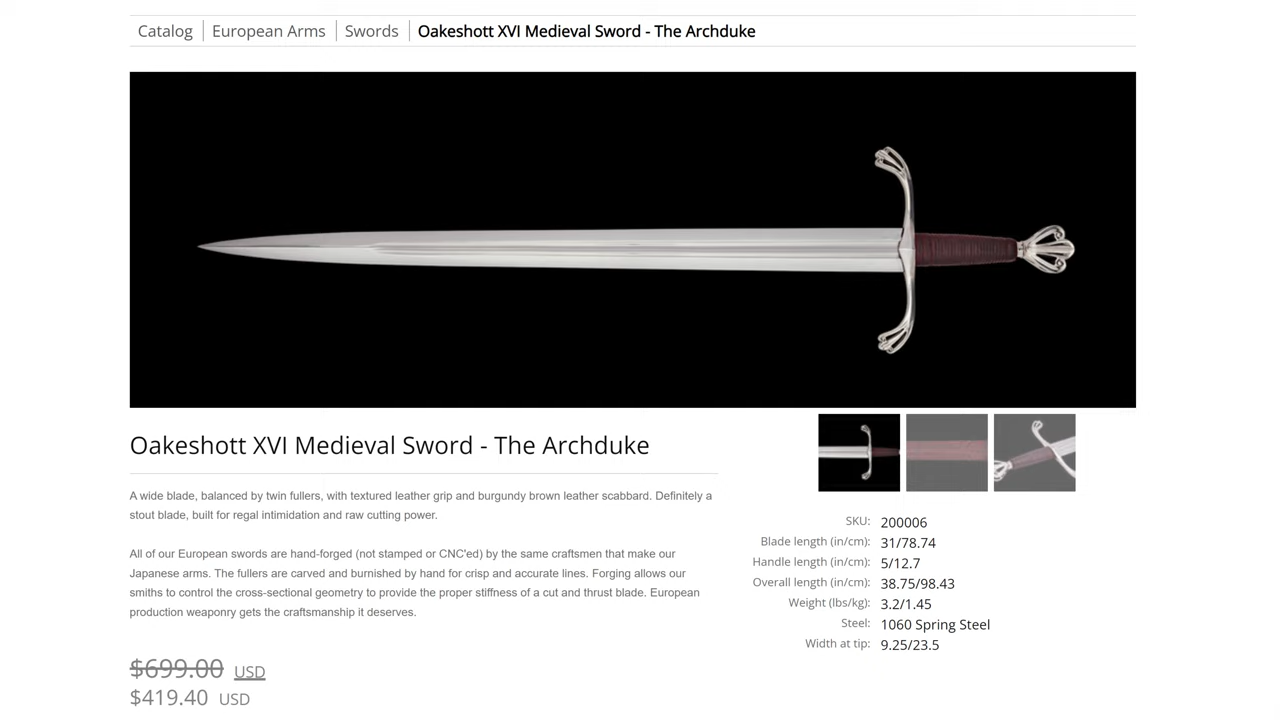 Catalog European Arms Swords Oakeshott XVI Medieval Sword - The Archduke
Oakeshott XVI Medieval Sword - The Archduke
A wide blade, balanced by twin fullers, with textured leather grip and burgundy brown leather scabbard. Definitely a
stout blade, built for regal intimidation and raw cutting power.
All of our European swords are hand-forged (not stamped or CNC'ed) by the same craftsmen that make our
Japanese arms. The fullers are carved and burnished by hand for crisp and accurate lines. Forging allows our
smiths to control the cross-sectional geometry to provide the proper stiffness of a cut and thrust blade. European
production weaponry gets the craftsmanship it deserves.
$699.00 USD
$419.40 USD
SKU: 200006
Blade length (in/cm): 31/78.74
Handle length (in/cm): 5/12.7
Overall length (in/cm): 38.75/98.43
Weight (lbs/kg): 3.2/1.45
Steel: 1060 Spring Steel
Width at tip: 9.25/23.5